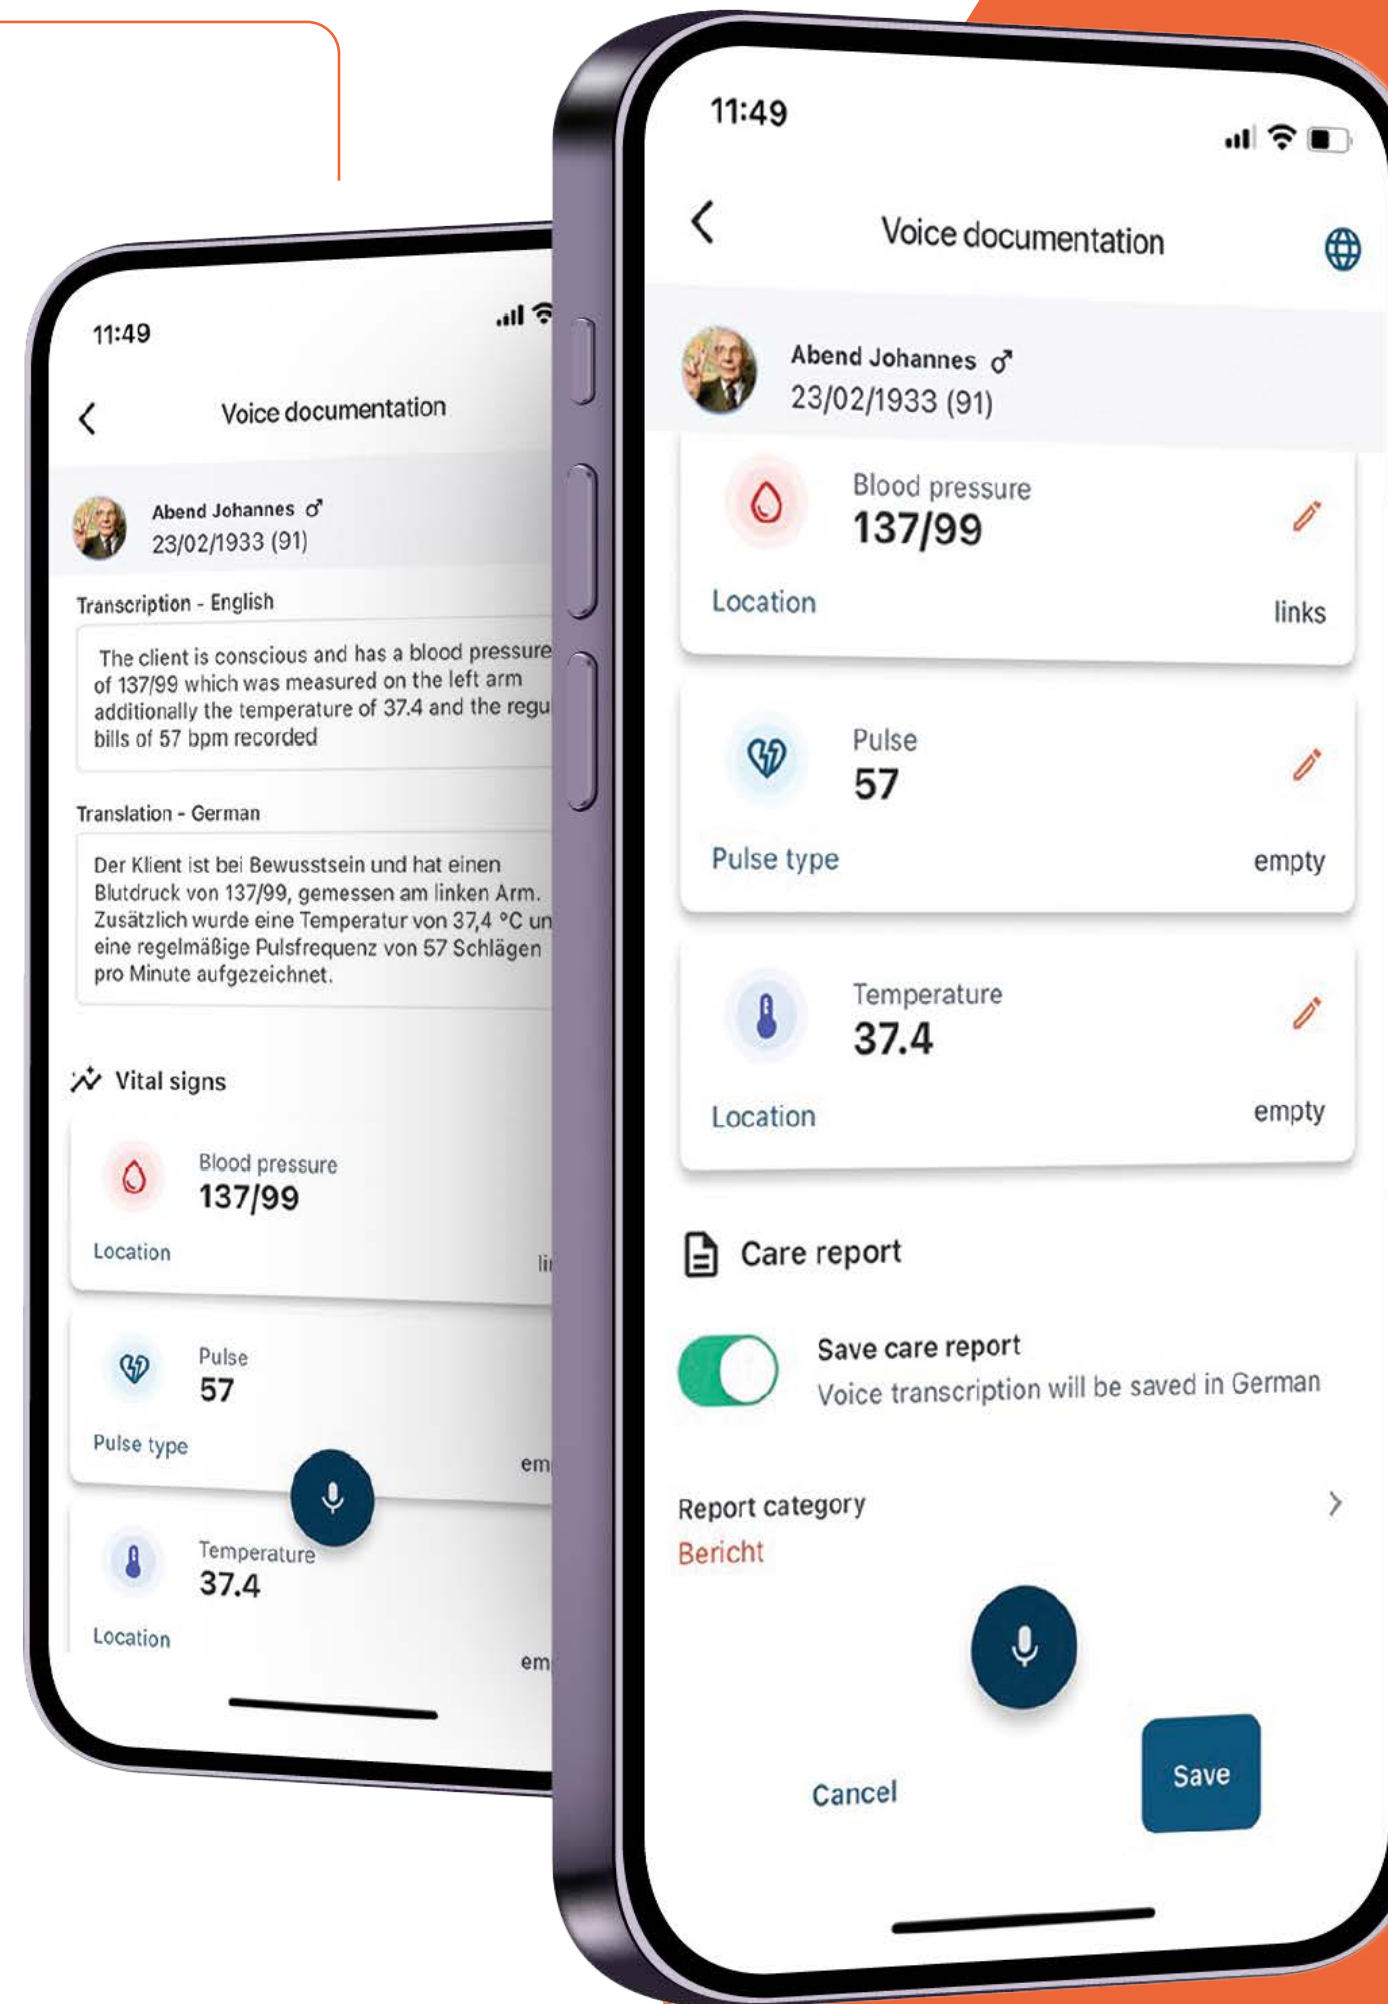 11:49
Voice documentation
Abend Johannes ♂
23/02/1933 (91)
Transcription - English
The client is conscious and has a blood pressure
of 137/99 which was measured on the left arm
additionally the temperature of 37.4 and the regu
bills of 57 bpm recorded
Translation - German
Der Klient ist bei Bewusstsein und hat einen
Blutdruck von 137/99, gemessen am linken Arm.
Zusätzlich wurde eine Temperatur von 37,4 °C un
eine regelmäßige Pulsfrequenz von 57 Schlägen
pro Minute aufgezeichnet.
Vital signs
Blood pressure
137/99
Location
li
Pulse
57
Pulse type
em
Temperature
37.4
Location
em
11:49
Voice documentation
Abend Johannes ♂
23/02/1933 (91)
Blood pressure
137/99
Location
links
Pulse
57
Pulse type
empty
Temperature
37.4
Location
empty
Care report
Save care report
Voice transcription will be saved in German
Report category
Bericht
Cancel
Save